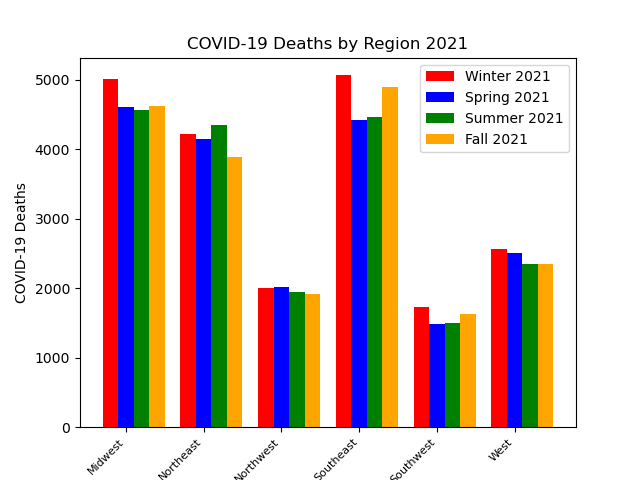 COVID-19 Deaths by Region 2021
Winter 2021
Spring 2021
Summer 2021
Fall 2021
COVID-19 Deaths
5000
4000
3000
2000
1000
0
Midwest
Northeast
Northwest
Southeast
Southwest
West